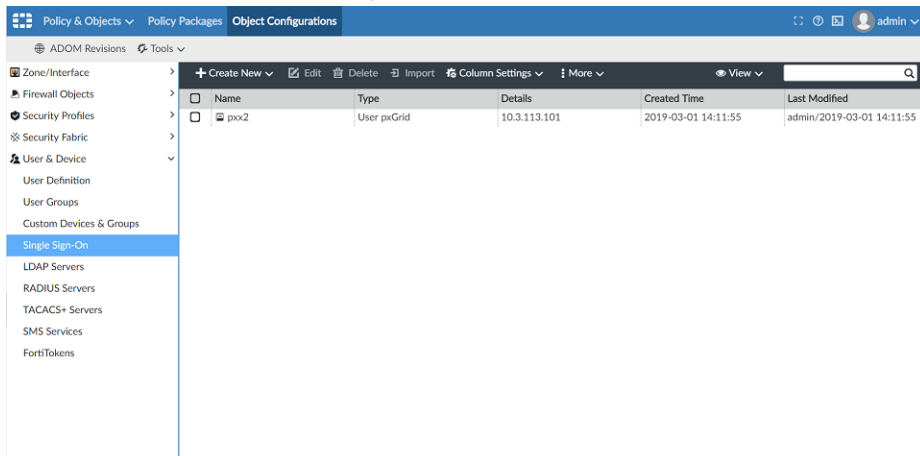 Policy & Objects Policy Packages Object Configurations admin
ADOM Revisions Tools
Zone/Interface
Create New Edit Delete Import Column Settings More View
Firewall Objects
Name Type Details Created Time Last Modified
Security Profiles
pxx2 User pxGrid 10.3.113.101 2019-03-01 14:11:55 admin/2019-03-01 14:11:55
Security Fabric
User & Device
User Definition
User Groups
Custom Devices & Groups
Single Sign-On
LDAP Servers
RADIUS Servers
TACACS+ Servers
SMS Services
FortiTokens